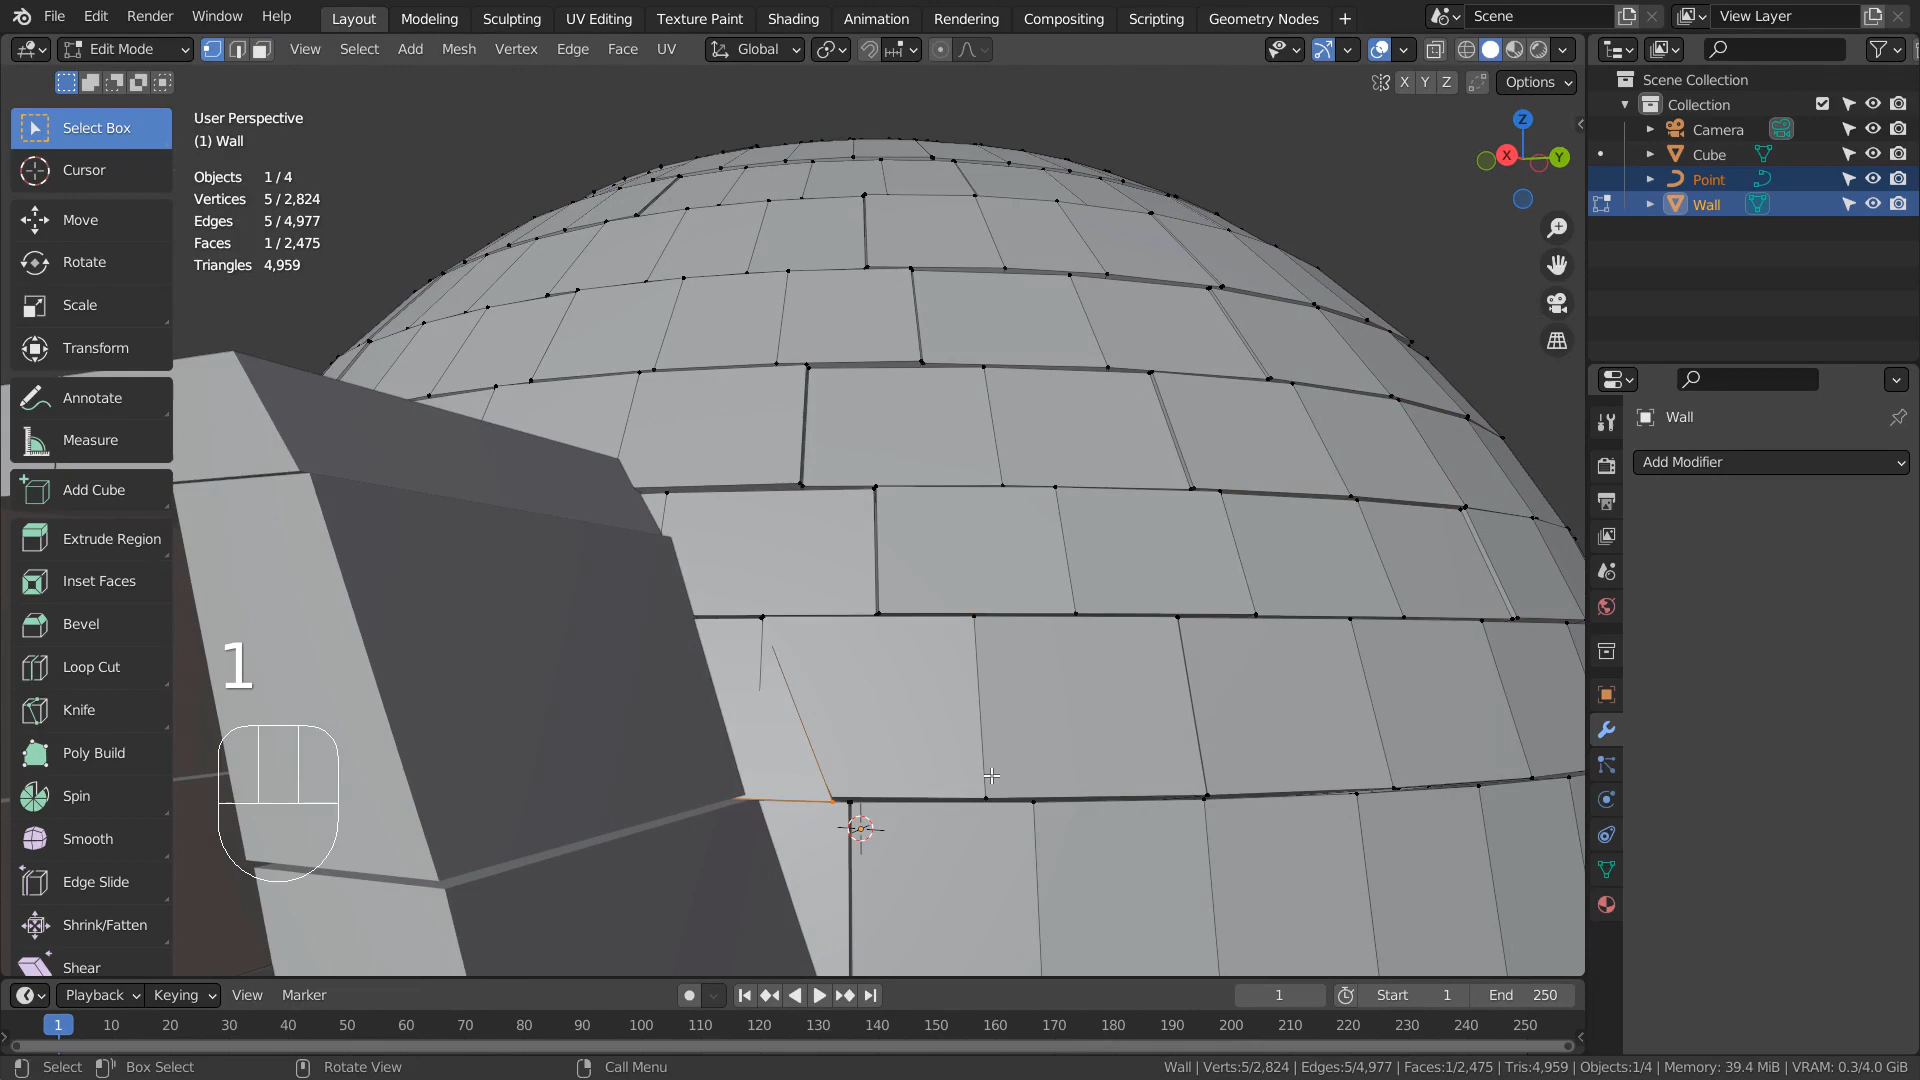 File Edit Render Window Help Layout Modeling Sculpting UV Editing Texture Paint Shading Animation Rendering Compositing Scripting Geometry Nodes + Scene View Layer
Edit Mode View Select Add Mesh Vertex Edge Face UV Global
X Y Z Options
Select Box
Cursor
Move
Rotate
Scale
Transform
Annotate
Measure
Add Cube
Extrude Region
Inset Faces
Bevel
Loop Cut
Knife
Poly Build
Spin
Smooth
Edge Slide
Shrink/Fatten
Shear
User Perspective
(1) Wall
Objects 1 / 4
Vertices 5 / 2,824
Edges 5 / 4,977
Faces 1 / 2,475
Triangles 4,959
Z
X Y
1
Scene Collection
Collection
Camera
Cube
Point
Wall
Wall
Add Modifier
Playback Keying View Marker 1 Start 1 End 250
1 10 20 30 40 50 60 70 80 90 100 110 120 130 140 150 160 170 180 190 200 210 220 230 240 250
Select Box Select Rotate View Call Menu Wall | Verts:5/2,824 | Edges:5/4,977 | Faces:1/2,475 | Tris:4,959 | Objects:1/4 | Memory: 39.4 MiB | VRAM: 0.3/4.0 GiB